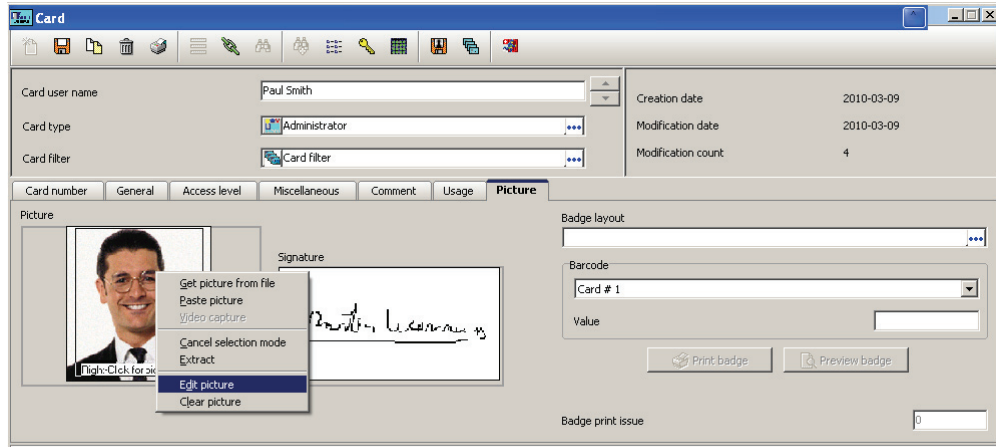 Card
Card user name
Paul Smith
Card type
Administrator
Card filter
Card filter
Creation date 2010-03-09
Modification date 2010-03-09
Modification count 4
Card number General Access level Miscellaneous Comment Usage Picture
Picture
Signature
Get picture from file
Paste picture
Video capture
Cancel selection mode
Extract
Edit picture
Clear picture
Badge layout
Barcode
Card # 1
Value
Print badge Preview badge
Badge print issue 0